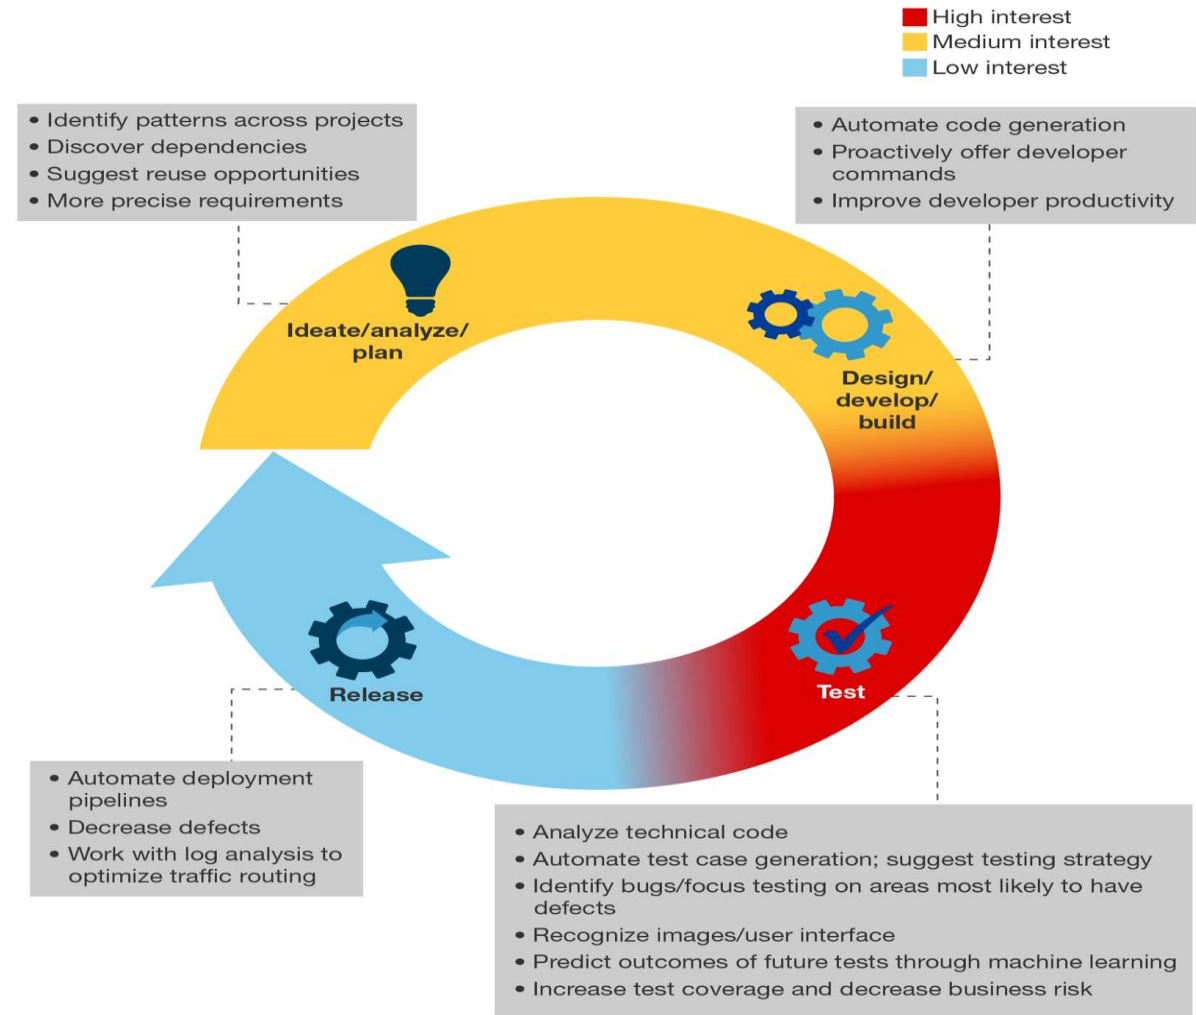 High interest
Medium interest
Low interest
• Identify patterns across projects
• Discover dependencies
• Suggest reuse opportunities
• More precise requirements
• Automate code generation
• Proactively offer developer
commands
• Improve developer productivity
Ideate/analyze/
plan
Design/
develop/
build
Release
Test
• Automate deployment
pipelines
• Decrease defects
• Work with log analysis to
optimize traffic routing
• Analyze technical code
• Automate test case generation; suggest testing strategy
• Identify bugs/focus testing on areas most likely to have
defects
• Recognize images/user interface
• Predict outcomes of future tests through machine learning
• Increase test coverage and decrease business risk